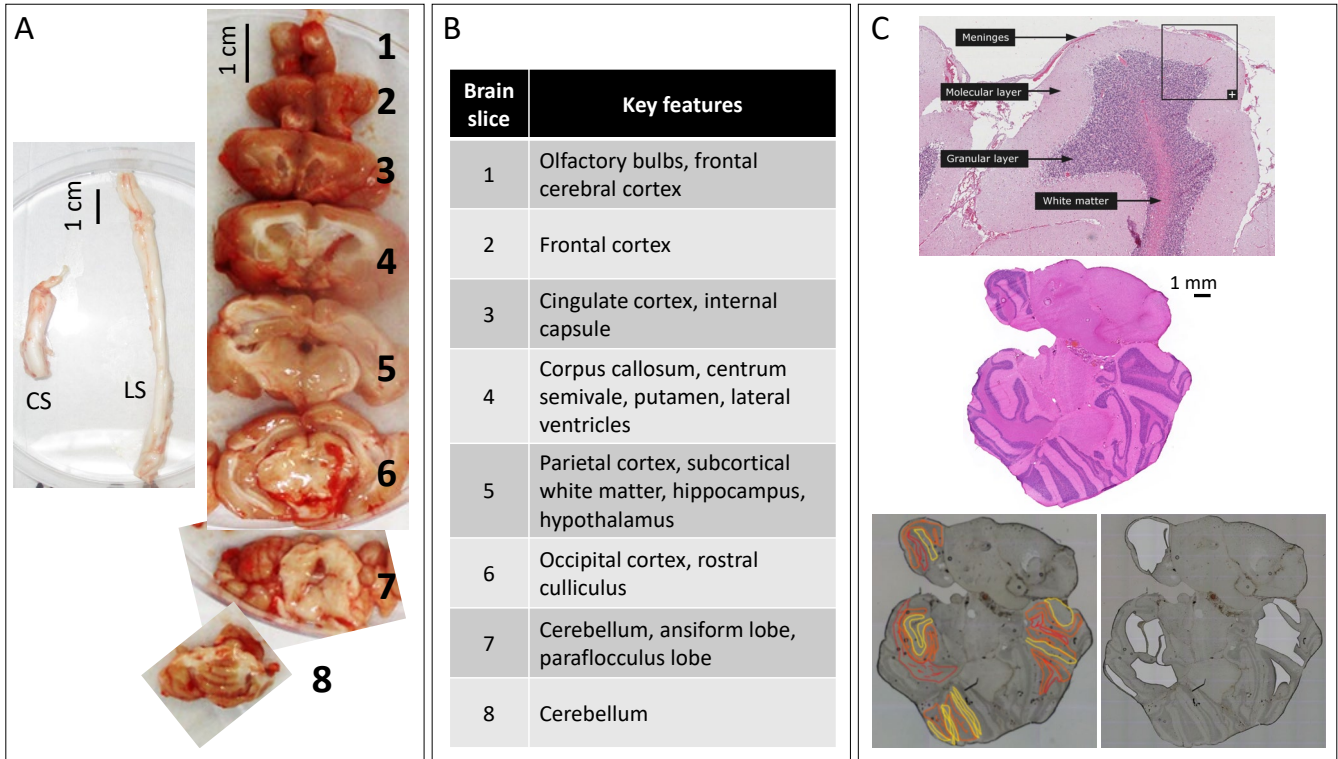 A
1 cm
1
2
3
4
5
6
7
8
1 cm
CS
LS
B
Brain slice
Key features
1
Olfactory bulbs, frontal
cerebral cortex
2
Frontal cortex
3
Cingulate cortex, internal
capsule
4
Corpus callosum, centrum
semivale, putamen, lateral
ventricles
5
Parietal cortex, subcortical
white matter, hippocampus,
hypothalamus
6
Occipital cortex, rostral
culliculus
7
Cerebellum, ansiform lobe,
paraflocculus lobe
8
Cerebellum
C
Meninges
Molecular layer
Granular layer
White matter
+
1 mm